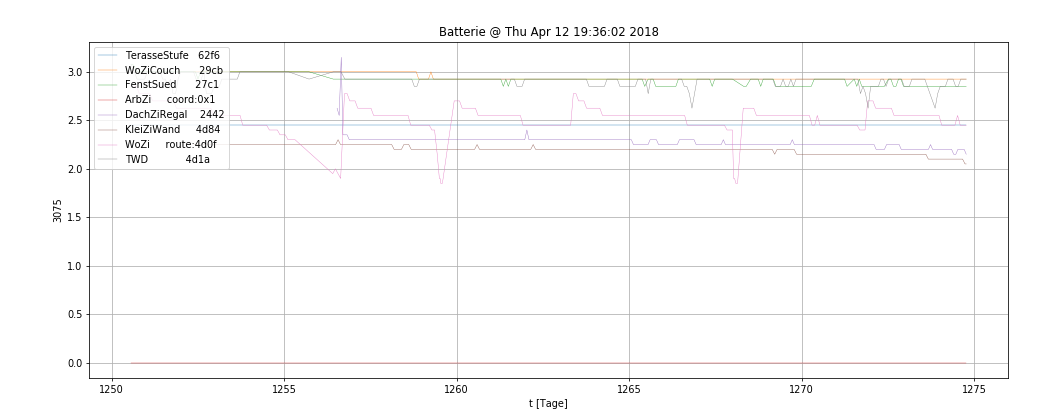 Batterie @ Thu Apr 12 19:36:02 2018
TerasseStufe 62f6
WoZiCouch 29cb
FenstSued 27c1
ArbZi coord:0x1
DachZiRegal 2442
KleiZiWand 4d84
WoZi route:4d0f
TWD 4d1a
3075
3.0
2.5
2.0
1.5
1.0
0.5
0.0
1250 1255 1260 1265 1270 1275
t [Tage]